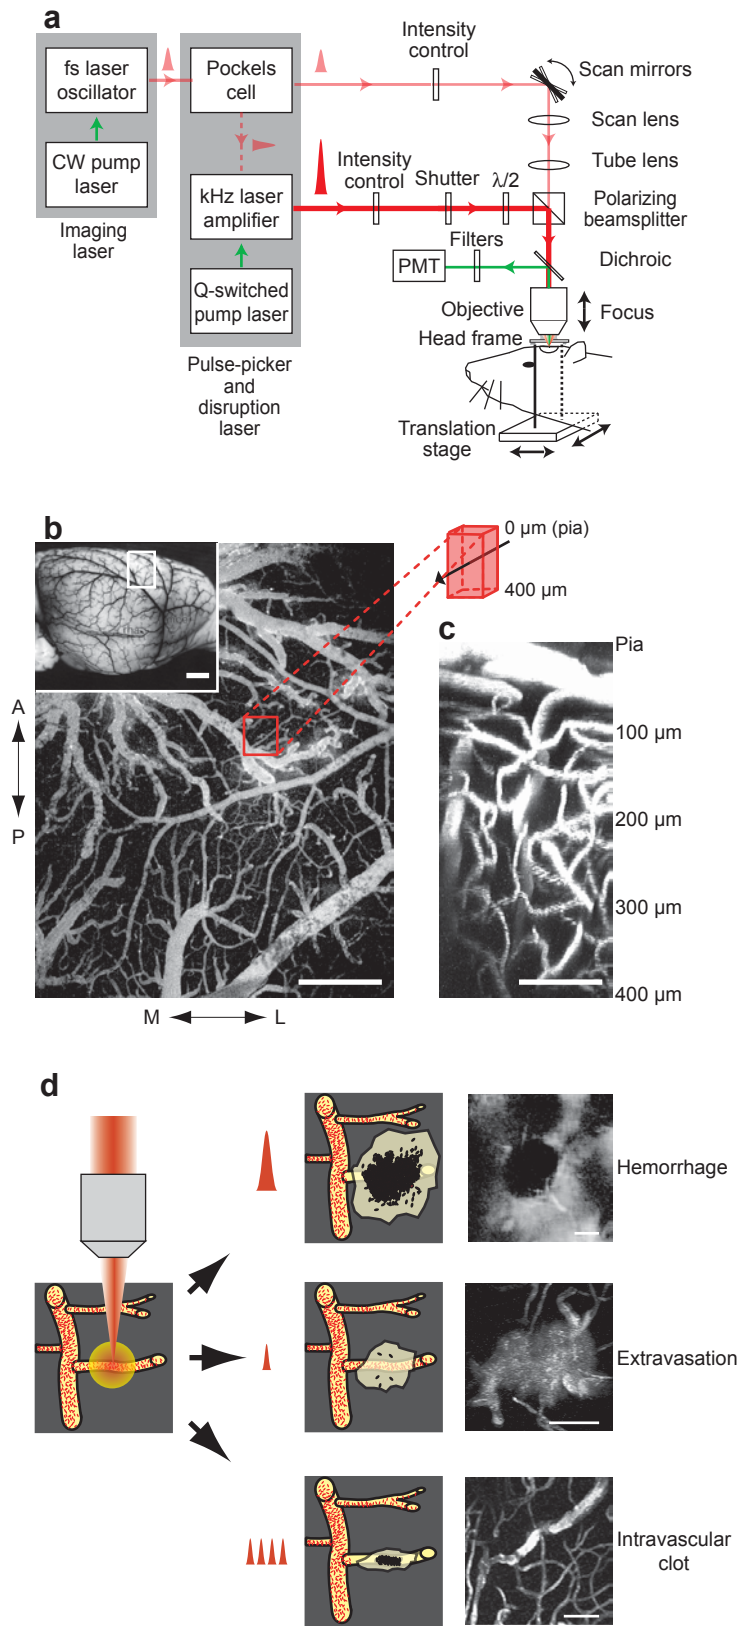 a
fs laser
oscillator
CW pump
laser
Imaging
laser
Pockels
cell
kHz laser
amplifier
Q-switched
pump laser
Pulse-picker
and
disruption
laser
Intensity
control
Scan mirrors
Scan lens
Tube lens
Intensity
control
Shutter
λ/2
Polarizing
beamsplitter
Filters
PMT
Dichroic
Objective
Focus
Head frame
Translation
stage
b
0 µm (pia)
400 µm
A
P
M
L
c
Pia
100 µm
200 µm
300 µm
400 µm
d
Hemorrhage
Extravasation
Intravascular
clot